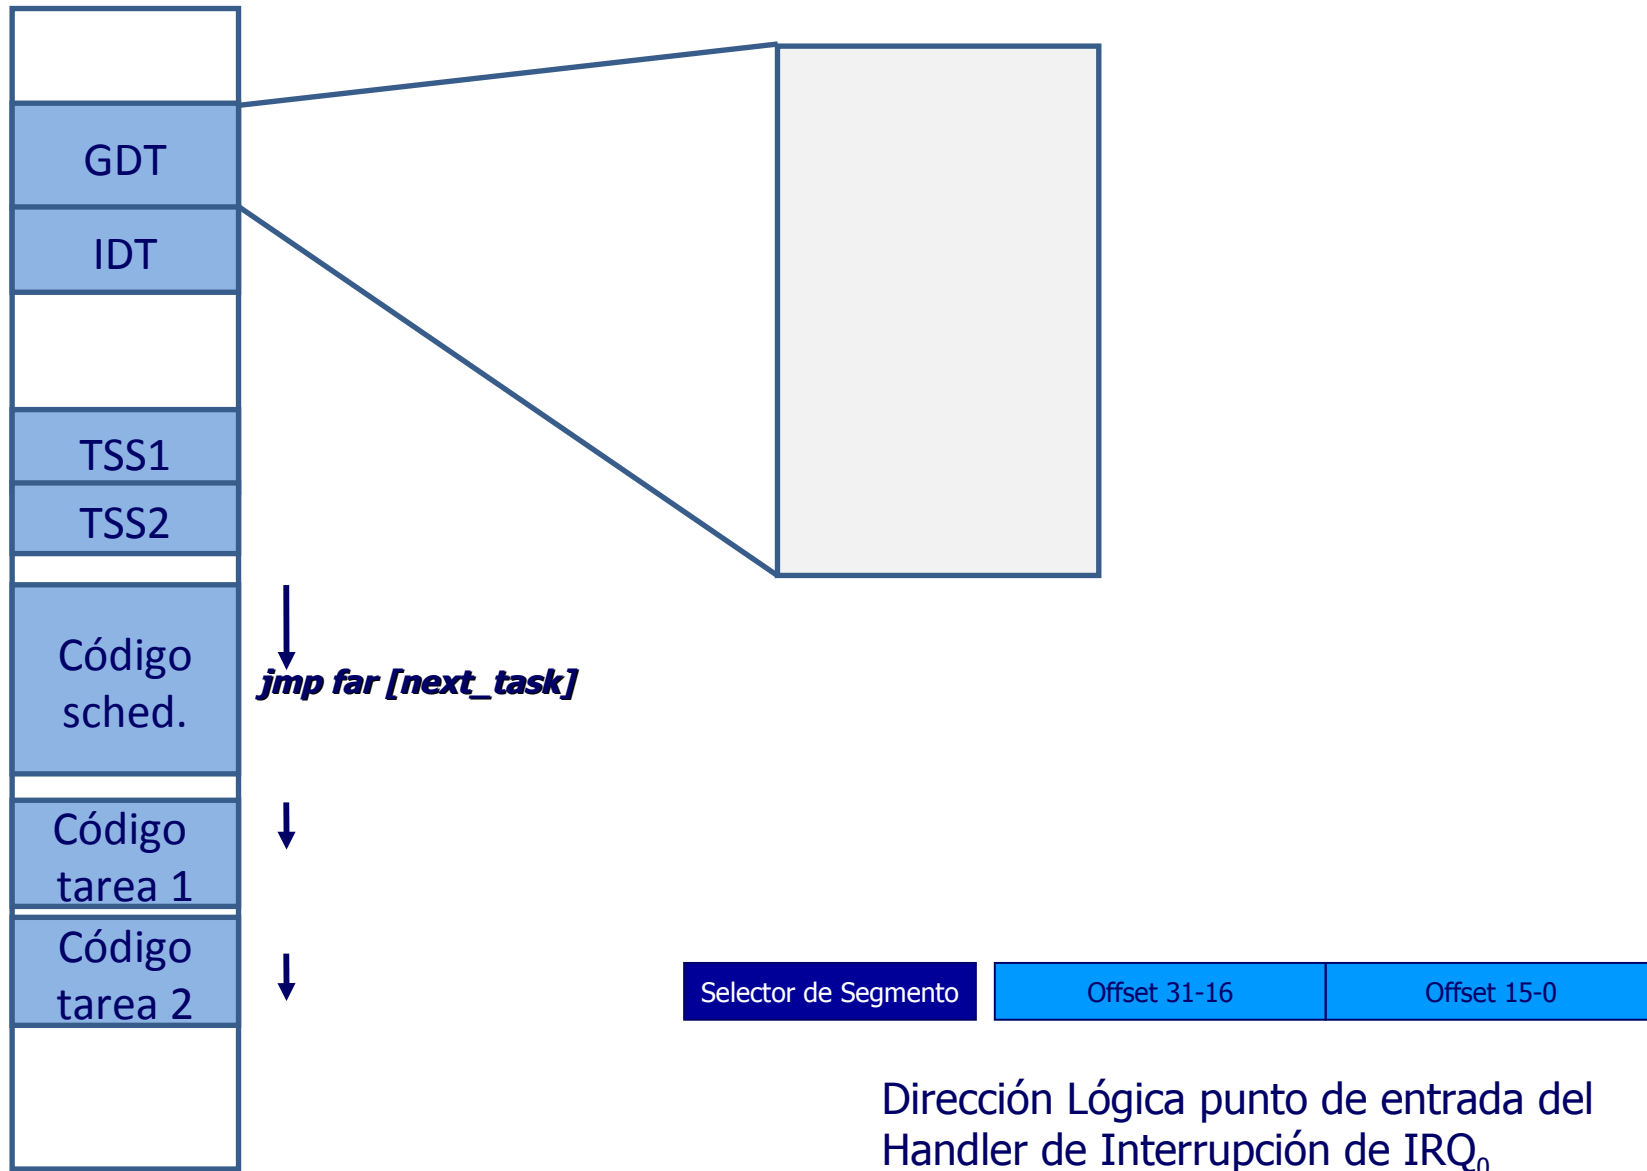 GDT
IDT
TSS1
TSS2
Código
sched.
jmp far [next_task]
Código
tarea 1
Código
tarea 2
Selector de Segmento
Offset 31-16
Offset 15-0
Dirección Lógica punto de entrada del
Handler de Interrupción de IRQ₀